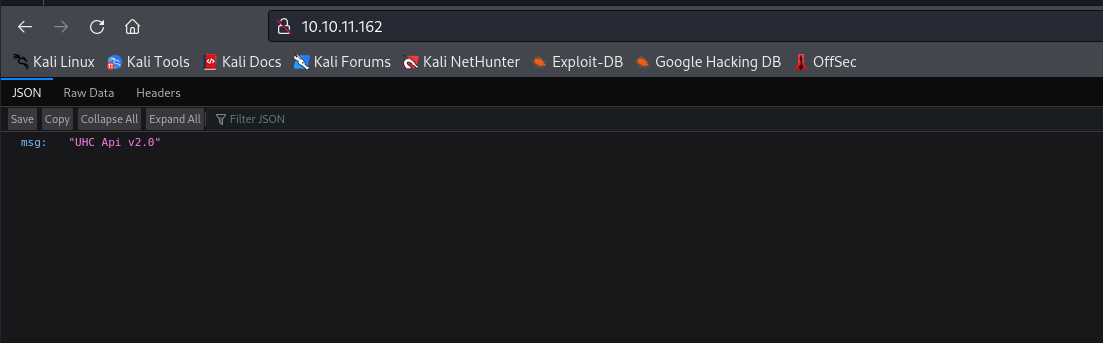 10.10.11.162
Kali Linux Kali Tools Kali Docs Kali Forums Kali NetHunter Exploit-DB Google Hacking DB OffSec
JSON Raw Data Headers
Save Copy Collapse All Expand All Filter JSON
msg: "UHC Api v2.0"